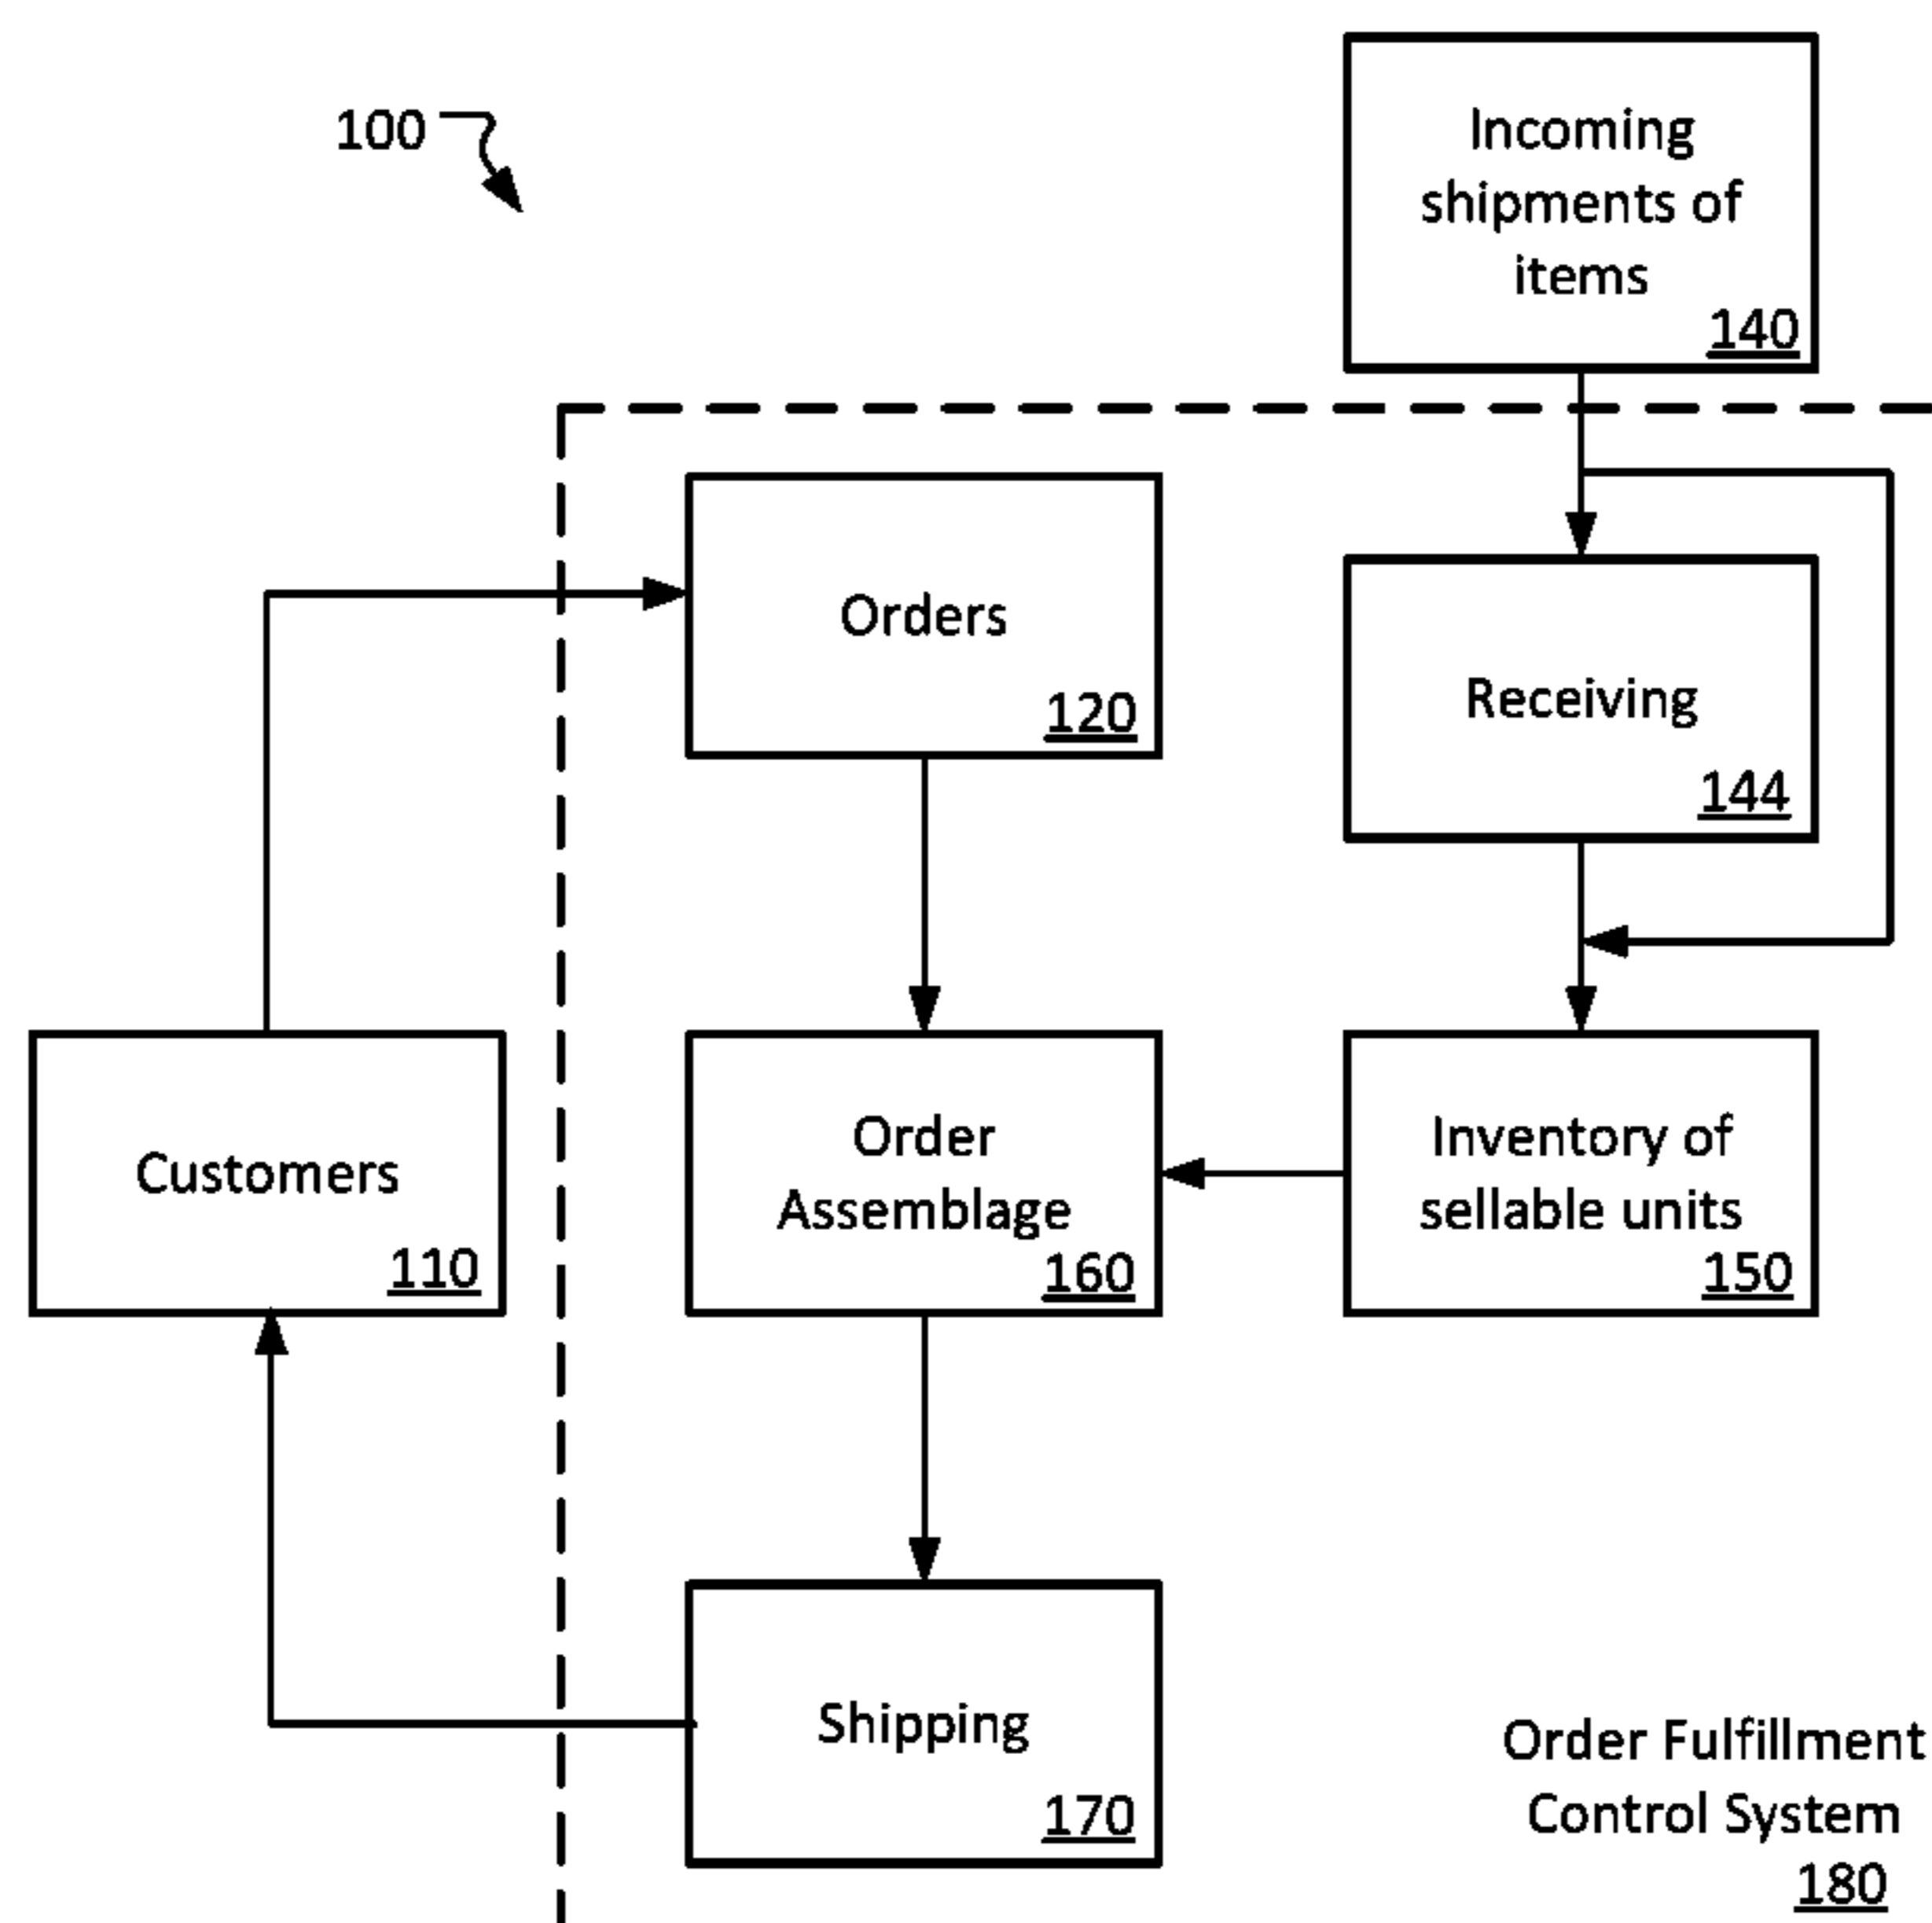 100
Incoming
shipments of
items
140
Orders
120
Receiving
144
Customers
110
Order
Assemblage
160
Inventory of
sellable units
150
Shipping
170
Order Fulfillment
Control System
180